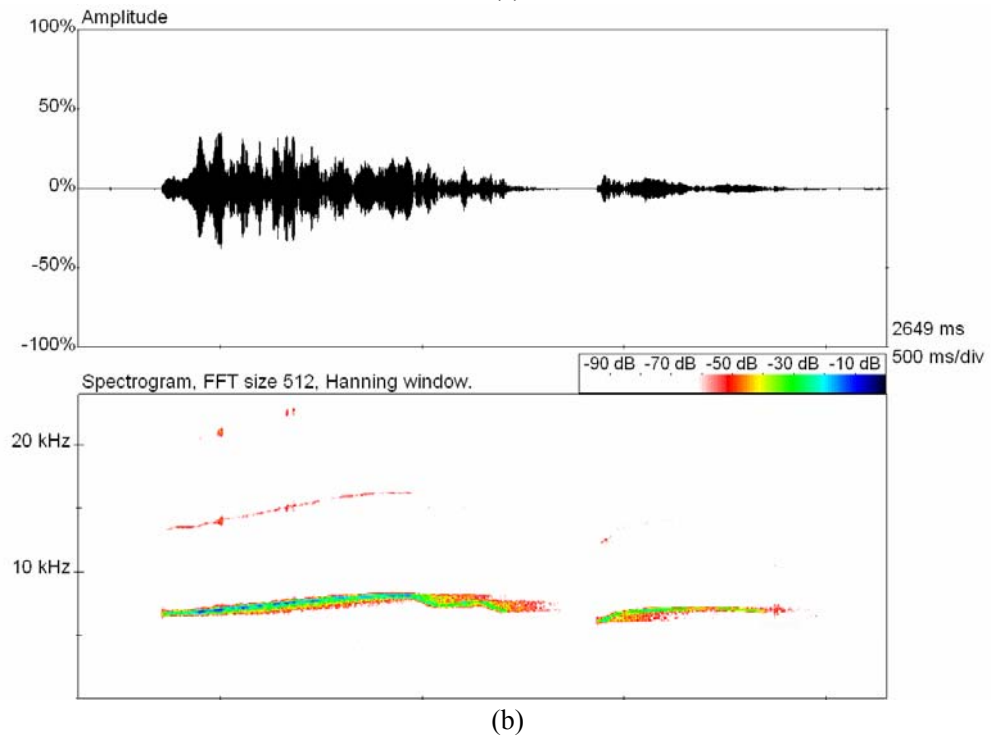 Amplitude
100%
50%
0%
-50%
-100%
2649 ms
500 ms/div
-90 dB -70 dB -50 dB -30 dB -10 dB
Spectrogram, FFT size 512, Hanning window.
20 kHz
10 kHz
(b)